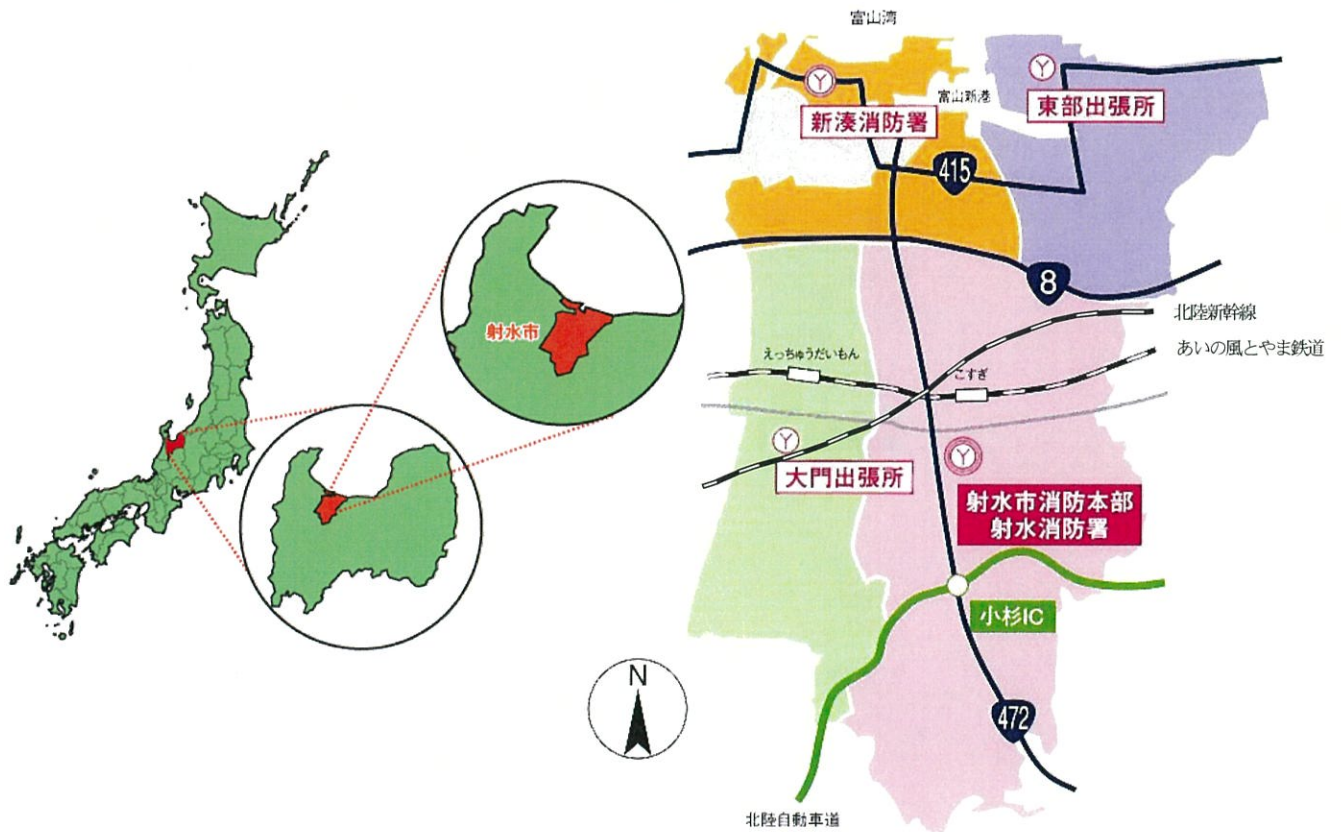 富山湾
富山新港
新湊消防署
東部出張所
415
8
射水市
北陸新幹線
あいの風とやま鉄道
えっちゅうだいもん
こすぎ
大門出張所
射水市消防本部
射水消防署
小杉IC
N
472
北陸自動車道